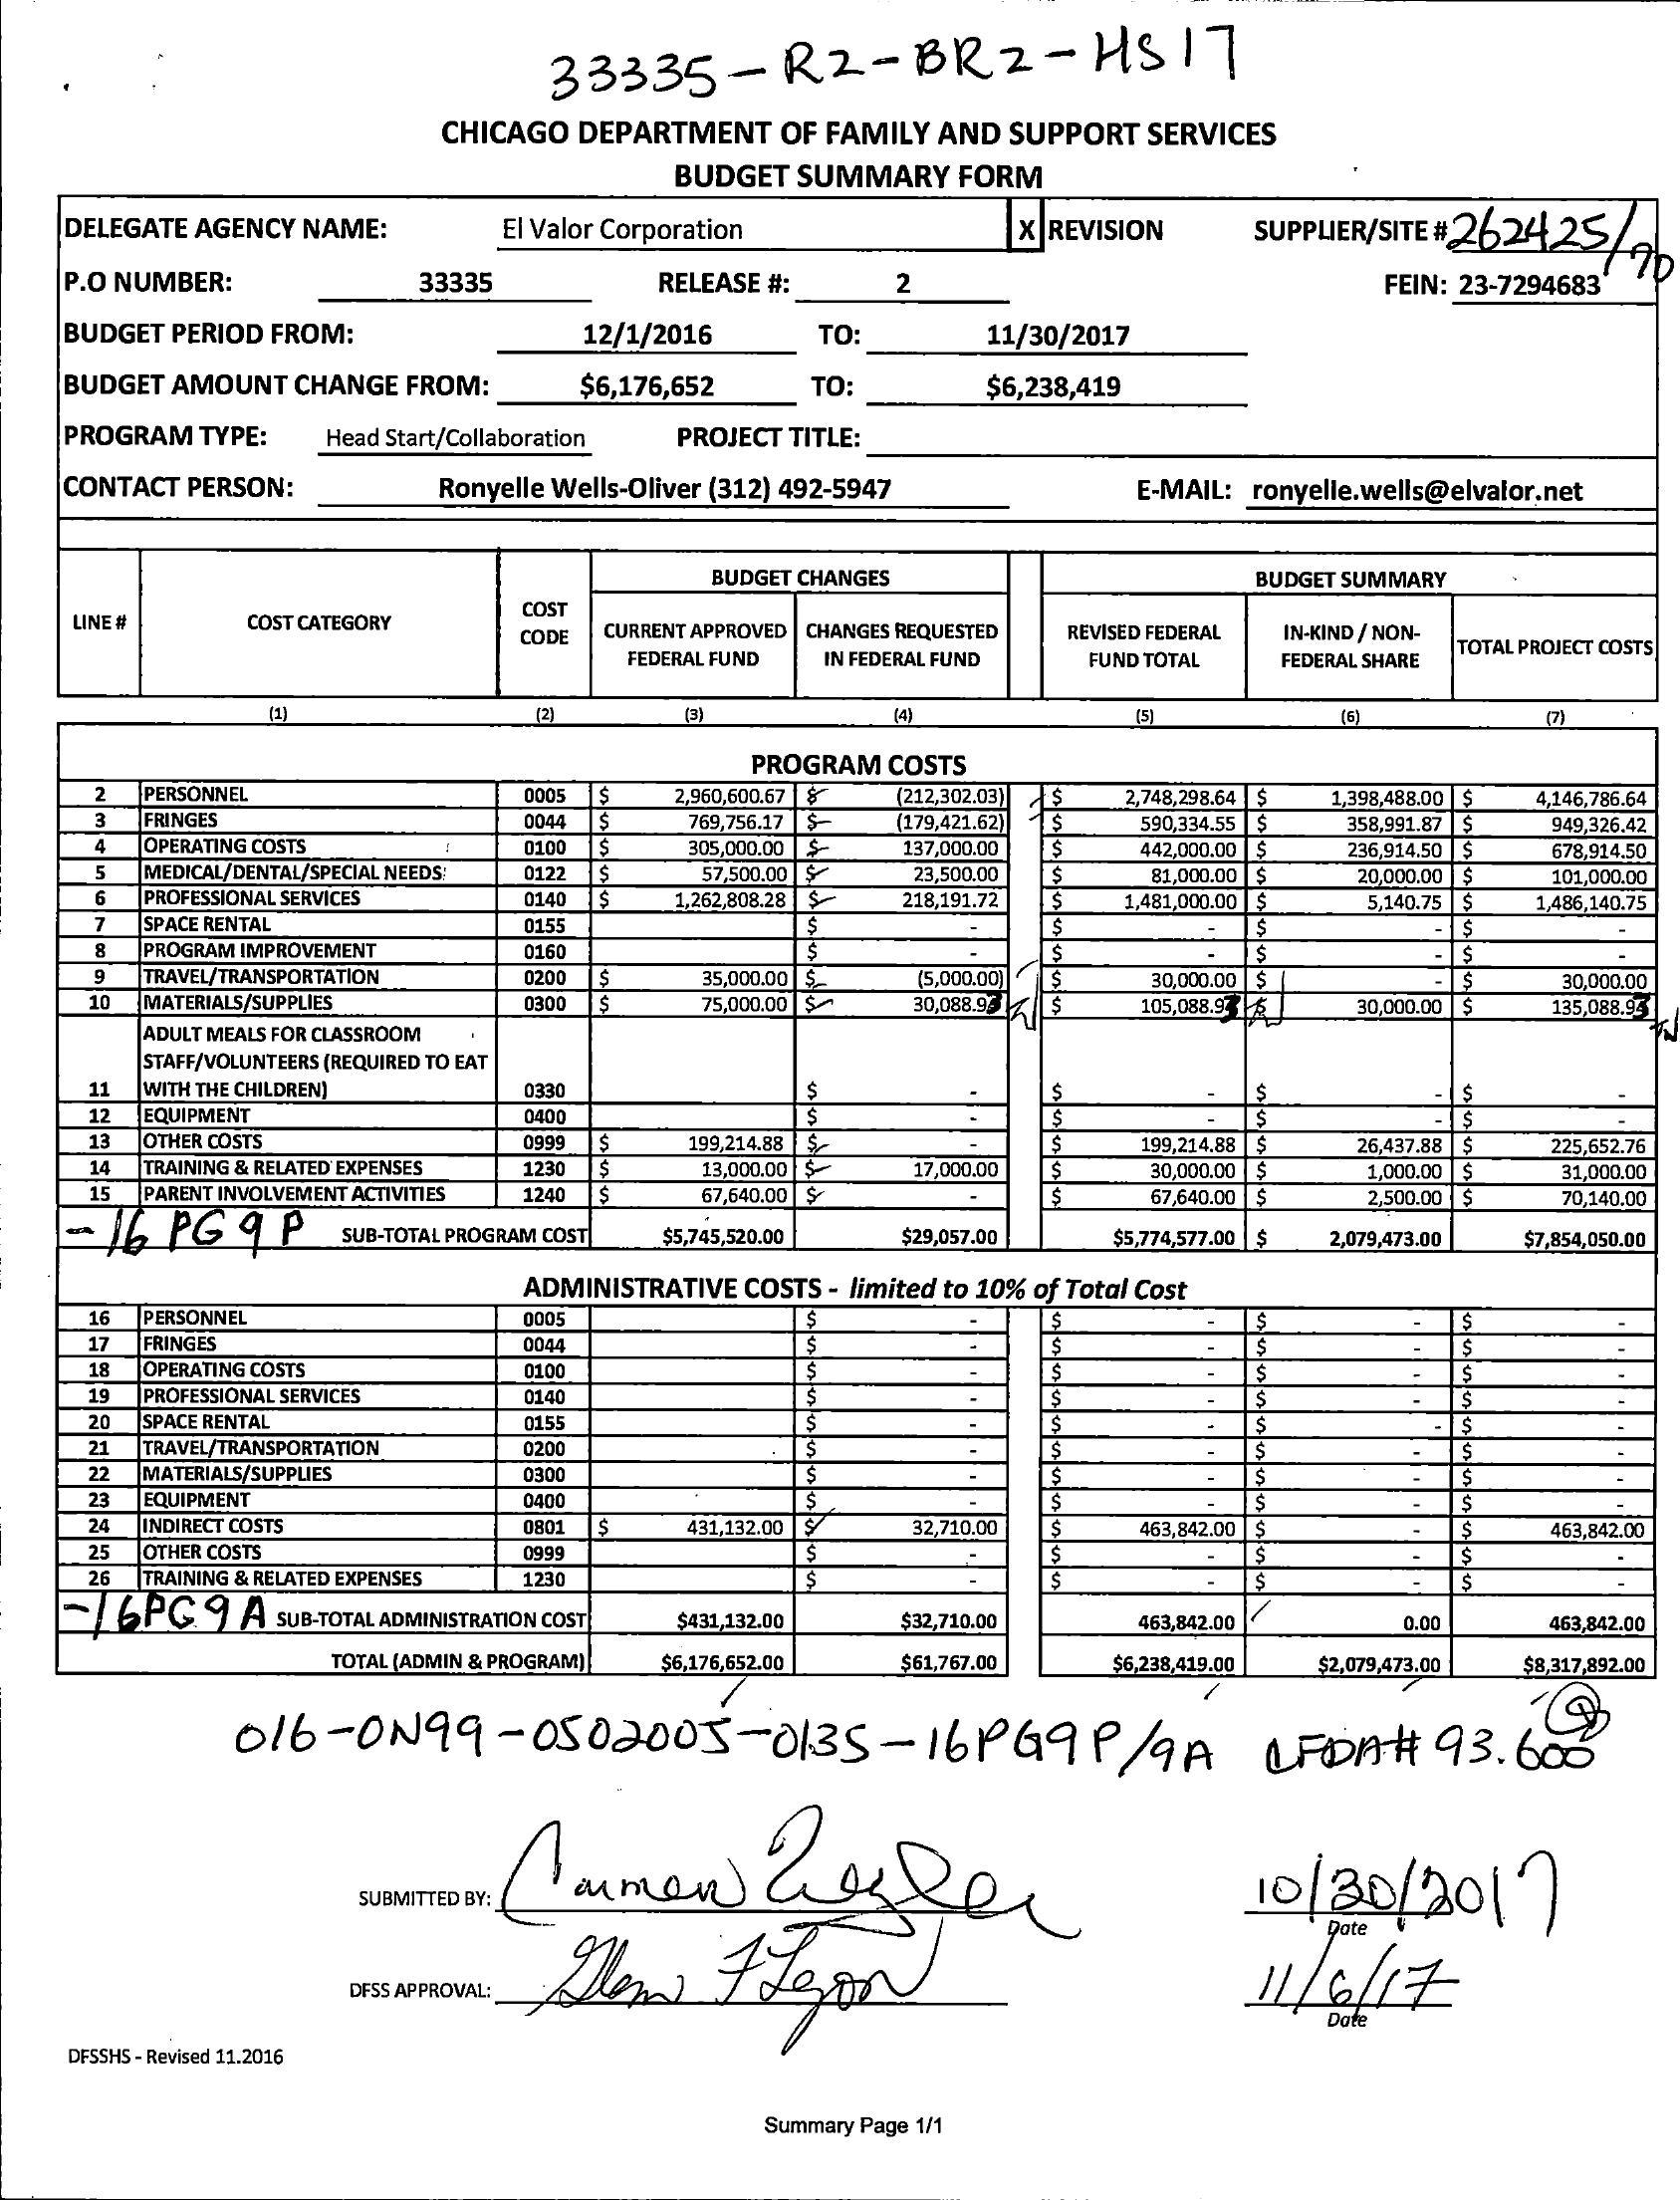 33335-R2-BR2-HS17
CHICAGO DEPARTMENT OF FAMILY AND SUPPORT SERVICES
BUDGET SUMMARY FORM
DELEGATE AGENCY NAME: El Valor Corporation X REVISION SUPPLIER/SITE # 262425/70
P.O NUMBER: 33335 RELEASE #: 2 FEIN: 23-7294683
BUDGET PERIOD FROM: 12/1/2016 TO: 11/30/2017
BUDGET AMOUNT CHANGE FROM: $6,176,652 TO: $6,238,419
PROGRAM TYPE: Head Start/Collaboration PROJECT TITLE:
CONTACT PERSON: Ronyelle Wells-Oliver (312) 492-5947 E-MAIL: ronyelle.wells@elvalor.net
BUDGET CHANGES BUDGET SUMMARY
LINE # COST CATEGORY COST CODE CURRENT APPROVED FEDERAL FUND CHANGES REQUESTED IN FEDERAL FUND REVISED FEDERAL FUND TOTAL IN-KIND / NON-FEDERAL SHARE TOTAL PROJECT COSTS
(1) (2) (3) (4) (5) (6) (7)
PROGRAM COSTS
2 PERSONNEL 0005 $ 2,960,600.67 $ (212,302.03) $ 2,748,298.64 $ 1,398,488.00 $ 4,146,786.64
3 FRINGES 0044 $ 769,756.17 $ (179,421.62) $ 590,334.55 $ 358,991.87 $ 949,326.42
4 OPERATING COSTS 0100 $ 305,000.00 $ 137,000.00 $ 442,000.00 $ 236,914.50 $ 678,914.50
5 MEDICAL/DENTAL/SPECIAL NEEDS 0122 $ 57,500.00 $ 23,500.00 $ 81,000.00 $ 20,000.00 $ 101,000.00
6 PROFESSIONAL SERVICES 0140 $ 1,262,808.28 $ 218,191.72 $ 1,481,000.00 $ 5,140.75 $ 1,486,140.75
7 SPACE RENTAL 0155 $ - $ - $ - $ -
8 PROGRAM IMPROVEMENT 0160 $ - $ - $ - $ -
9 TRAVEL/TRANSPORTATION 0200 $ 35,000.00 $ (5,000.00) $ 30,000.00 $ - $ 30,000.00
10 MATERIALS/SUPPLIES 0300 $ 75,000.00 $ 30,088.93 $ 105,088.93 $ 30,000.00 $ 135,088.93
ADULT MEALS FOR CLASSROOM
STAFF/VOLUNTEERS (REQUIRED TO EAT
11 WITH THE CHILDREN) 0330 $ - $ - $ - $ -
12 EQUIPMENT 0400 $ - $ - $ - $ -
13 OTHER COSTS 0999 $ 199,214.88 $ - $ 199,214.88 $ 26,437.88 $ 225,652.76
14 TRAINING & RELATED EXPENSES 1230 $ 13,000.00 $ 17,000.00 $ 30,000.00 $ 1,000.00 $ 31,000.00
15 PARENT INVOLVEMENT ACTIVITIES 1240 $ 67,640.00 $ - $ 67,640.00 $ 2,500.00 $ 70,140.00
-16PG9P SUB-TOTAL PROGRAM COST $5,745,520.00 $29,057.00 $5,774,577.00 $ 2,079,473.00 $7,854,050.00
ADMINISTRATIVE COSTS - limited to 10% of Total Cost
16 PERSONNEL 0005 $ - $ - $ - $ -
17 FRINGES 0044 $ - $ - $ - $ -
18 OPERATING COSTS 0100 $ - $ - $ - $ -
19 PROFESSIONAL SERVICES 0140 $ - $ - $ - $ -
20 SPACE RENTAL 0155 $ - $ - $ - $ -
21 TRAVEL/TRANSPORTATION 0200 $ - $ - $ - $ -
22 MATERIALS/SUPPLIES 0300 $ - $ - $ - $ -
23 EQUIPMENT 0400 $ - $ - $ - $ -
24 INDIRECT COSTS 0801 $ 431,132.00 $ 32,710.00 $ 463,842.00 $ - $ 463,842.00
25 OTHER COSTS 0999 $ - $ - $ - $ -
26 TRAINING & RELATED EXPENSES 1230 $ - $ - $ - $ -
-16PG9A SUB-TOTAL ADMINISTRATION COST $431,132.00 $32,710.00 463,842.00 0.00 463,842.00
TOTAL (ADMIN & PROGRAM) $6,176,652.00 $61,767.00 $6,238,419.00 $2,079,473.00 $8,317,892.00
016-0N99-0502005-0135-16PG9P/9A CFDA# 93.600
SUBMITTED BY: Carmen 10/30/2017
Date
DFSS APPROVAL: 11/6/17
Date
DFSSHS - Revised 11.2016
Summary Page 1/1